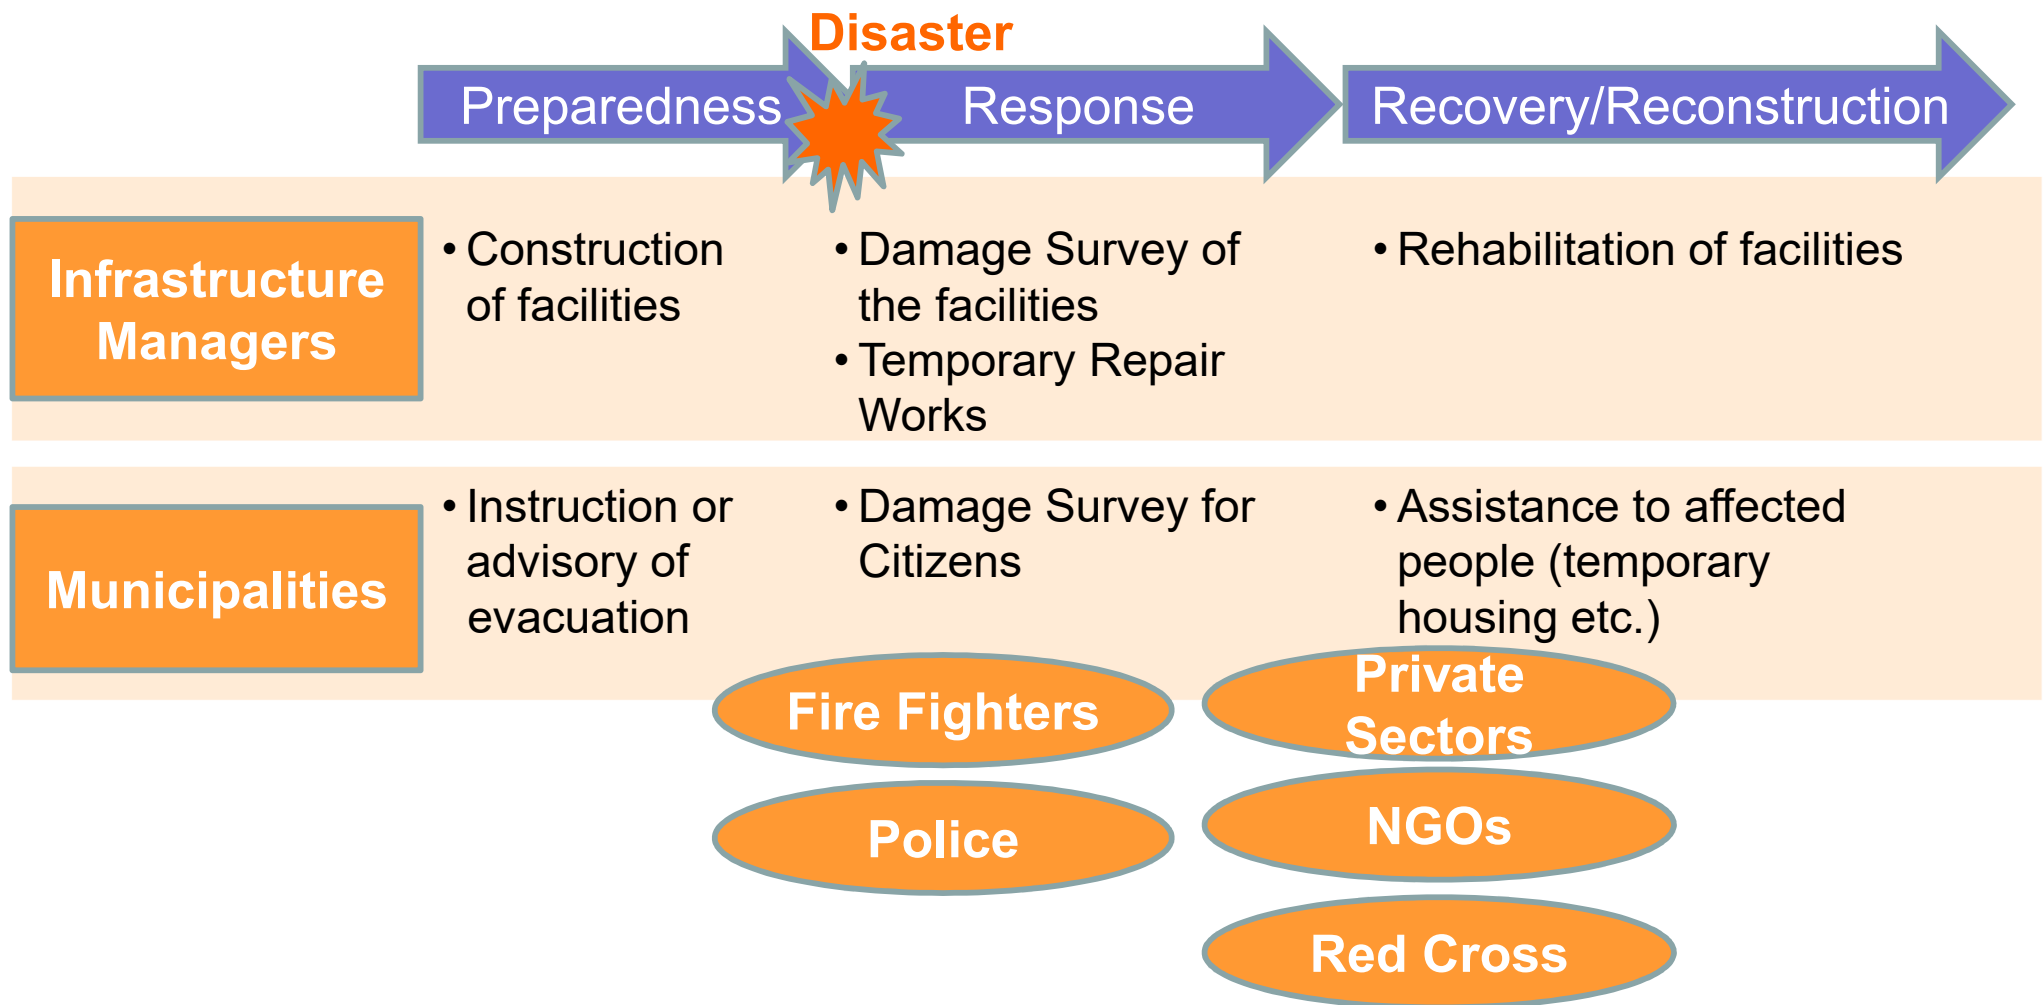 Disaster
Preparedness
Response
Recovery/Reconstruction
Infrastructure
Managers
• Construction
of facilities
• Damage Survey of
the facilities
• Temporary Repair
Works
• Rehabilitation of facilities
Municipalities
• Instruction or
advisory of
evacuation
• Damage Survey for
Citizens
• Assistance to affected
people (temporary
housing etc.)
Fire Fighters
Police
Private
Sectors
NGOs
Red Cross